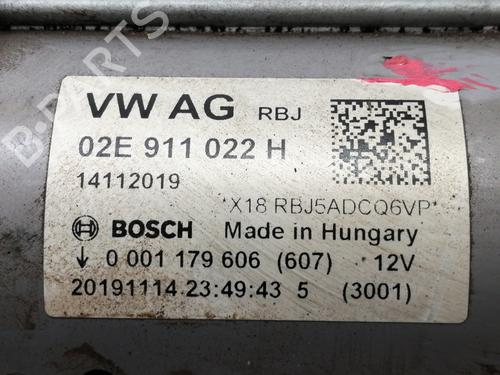 B-PARTS
VW AG RBJ
02E 911 022 H
14112019
*X18 RBJ5ADCQ6VP*
BOSCH Made in Hungary
↓ 0 001 179 606 (607) 12V
20191114 23:49:43 5 (3001)